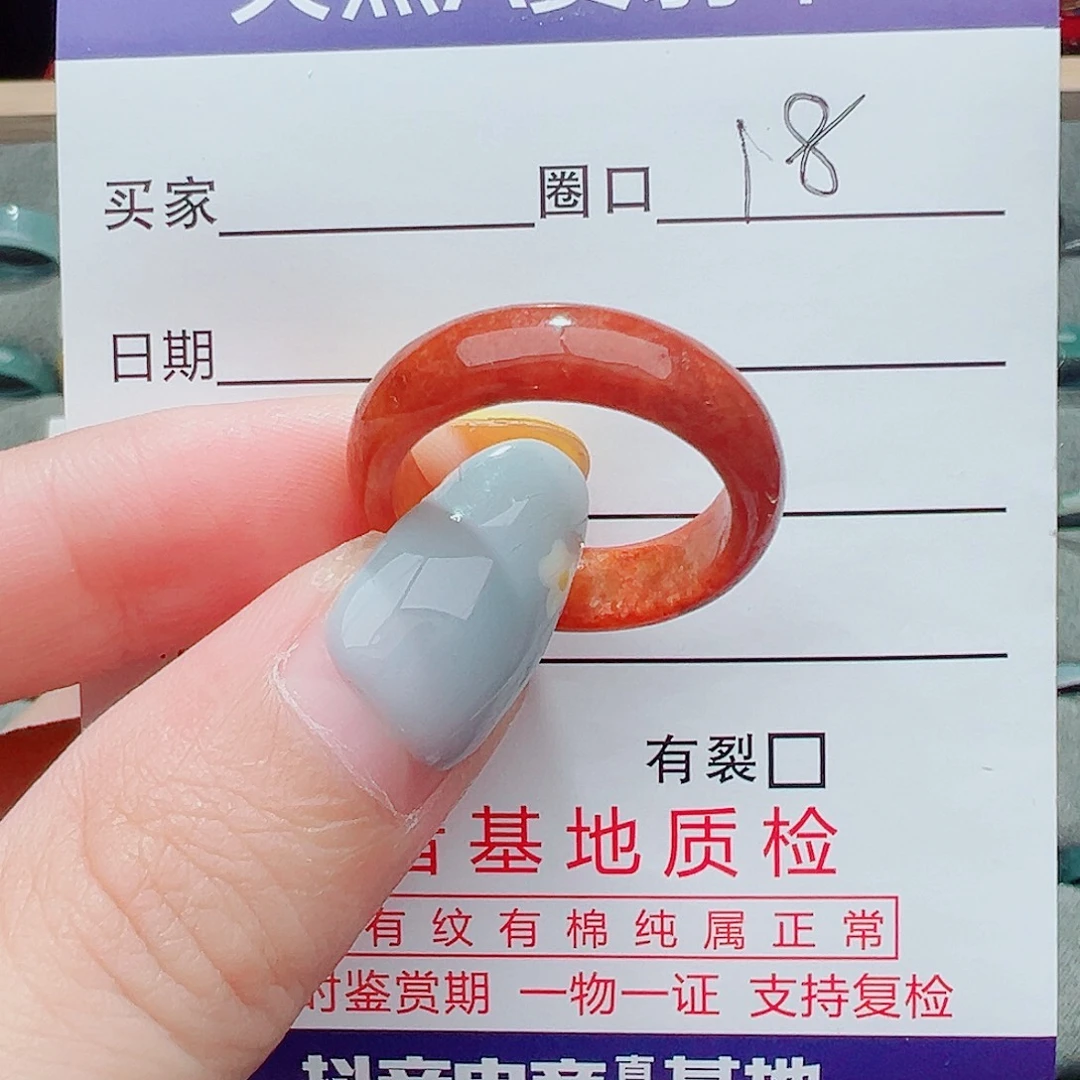 买家 圈口 18
日期
有裂
基地质检
有纹有棉纯属正常
时鉴赏期 一物一证 支持复检